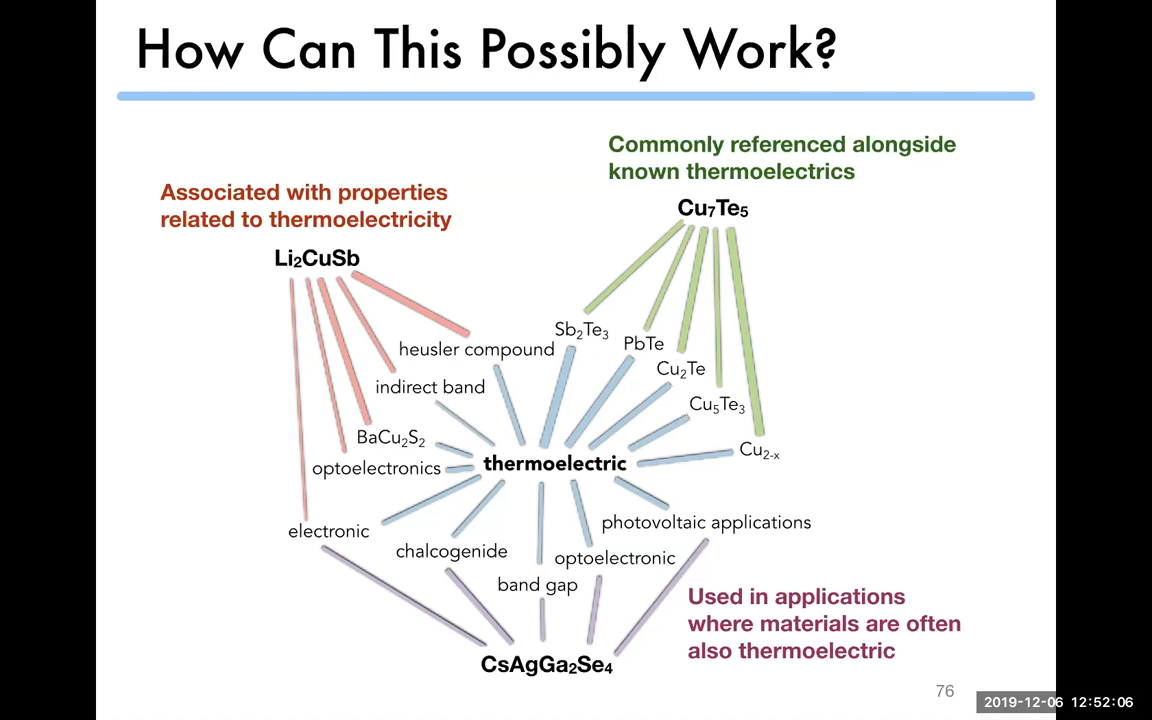 How Can This Possibly Work?
Commonly referenced alongside
known thermoelectrics
Associated with properties
related to thermoelectricity
Cu₇Te₅
Li₂CuSb
Sb₂Te₃
PbTe
heusler compound
Cu₂Te
indirect band
Cu₅Te₃
BaCu₂S₂
Cu₂₋ₓ
optoelectronics
thermoelectric
electronic
photovoltaic applications
chalcogenide
optoelectronic
band gap
Used in applications
where materials are often
also thermoelectric
CsAgGa₂Se₄
76
2019-12-06 12:52:06